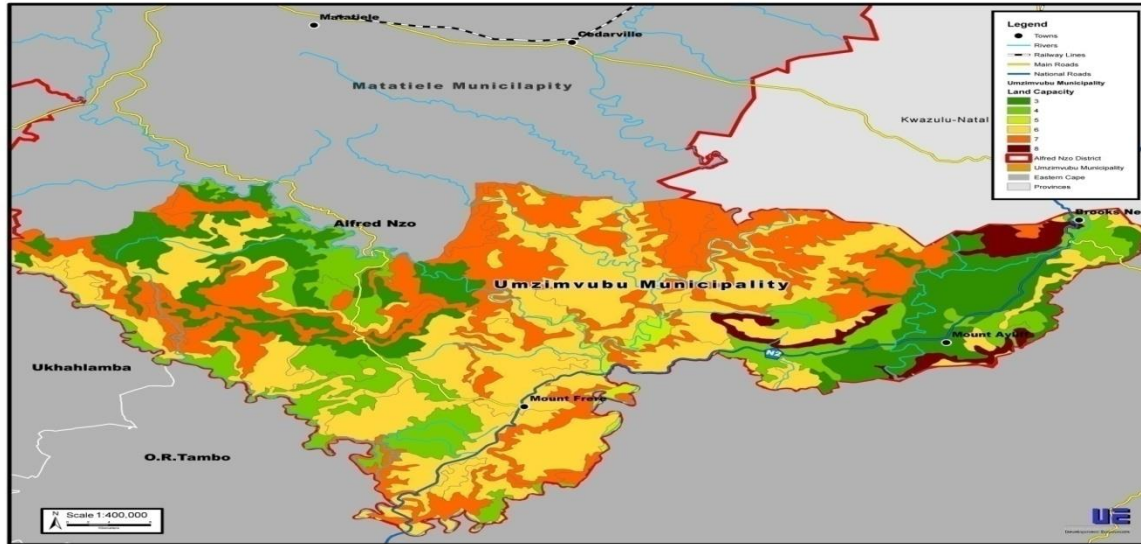 Matatiele
Cedarville
Matatiele Municilapity
Kwazulu-Natal
Alfred Nzo
Brooks Ne
Umzimvubu Municipality
Mount Ayliff
N2
Ukhahlamba
Mount Frere
O.R.Tambo
Legend
Towns
Rivers
Railway Lines
Main Roads
National Roads
Umzimvubu Municipality
Land Capacity
3
4
5
6
7
8
Alfred Nzo District
Umzimvubu Municipality
Eastern Cape
Provinces
N
Scale 1:400,000
UE